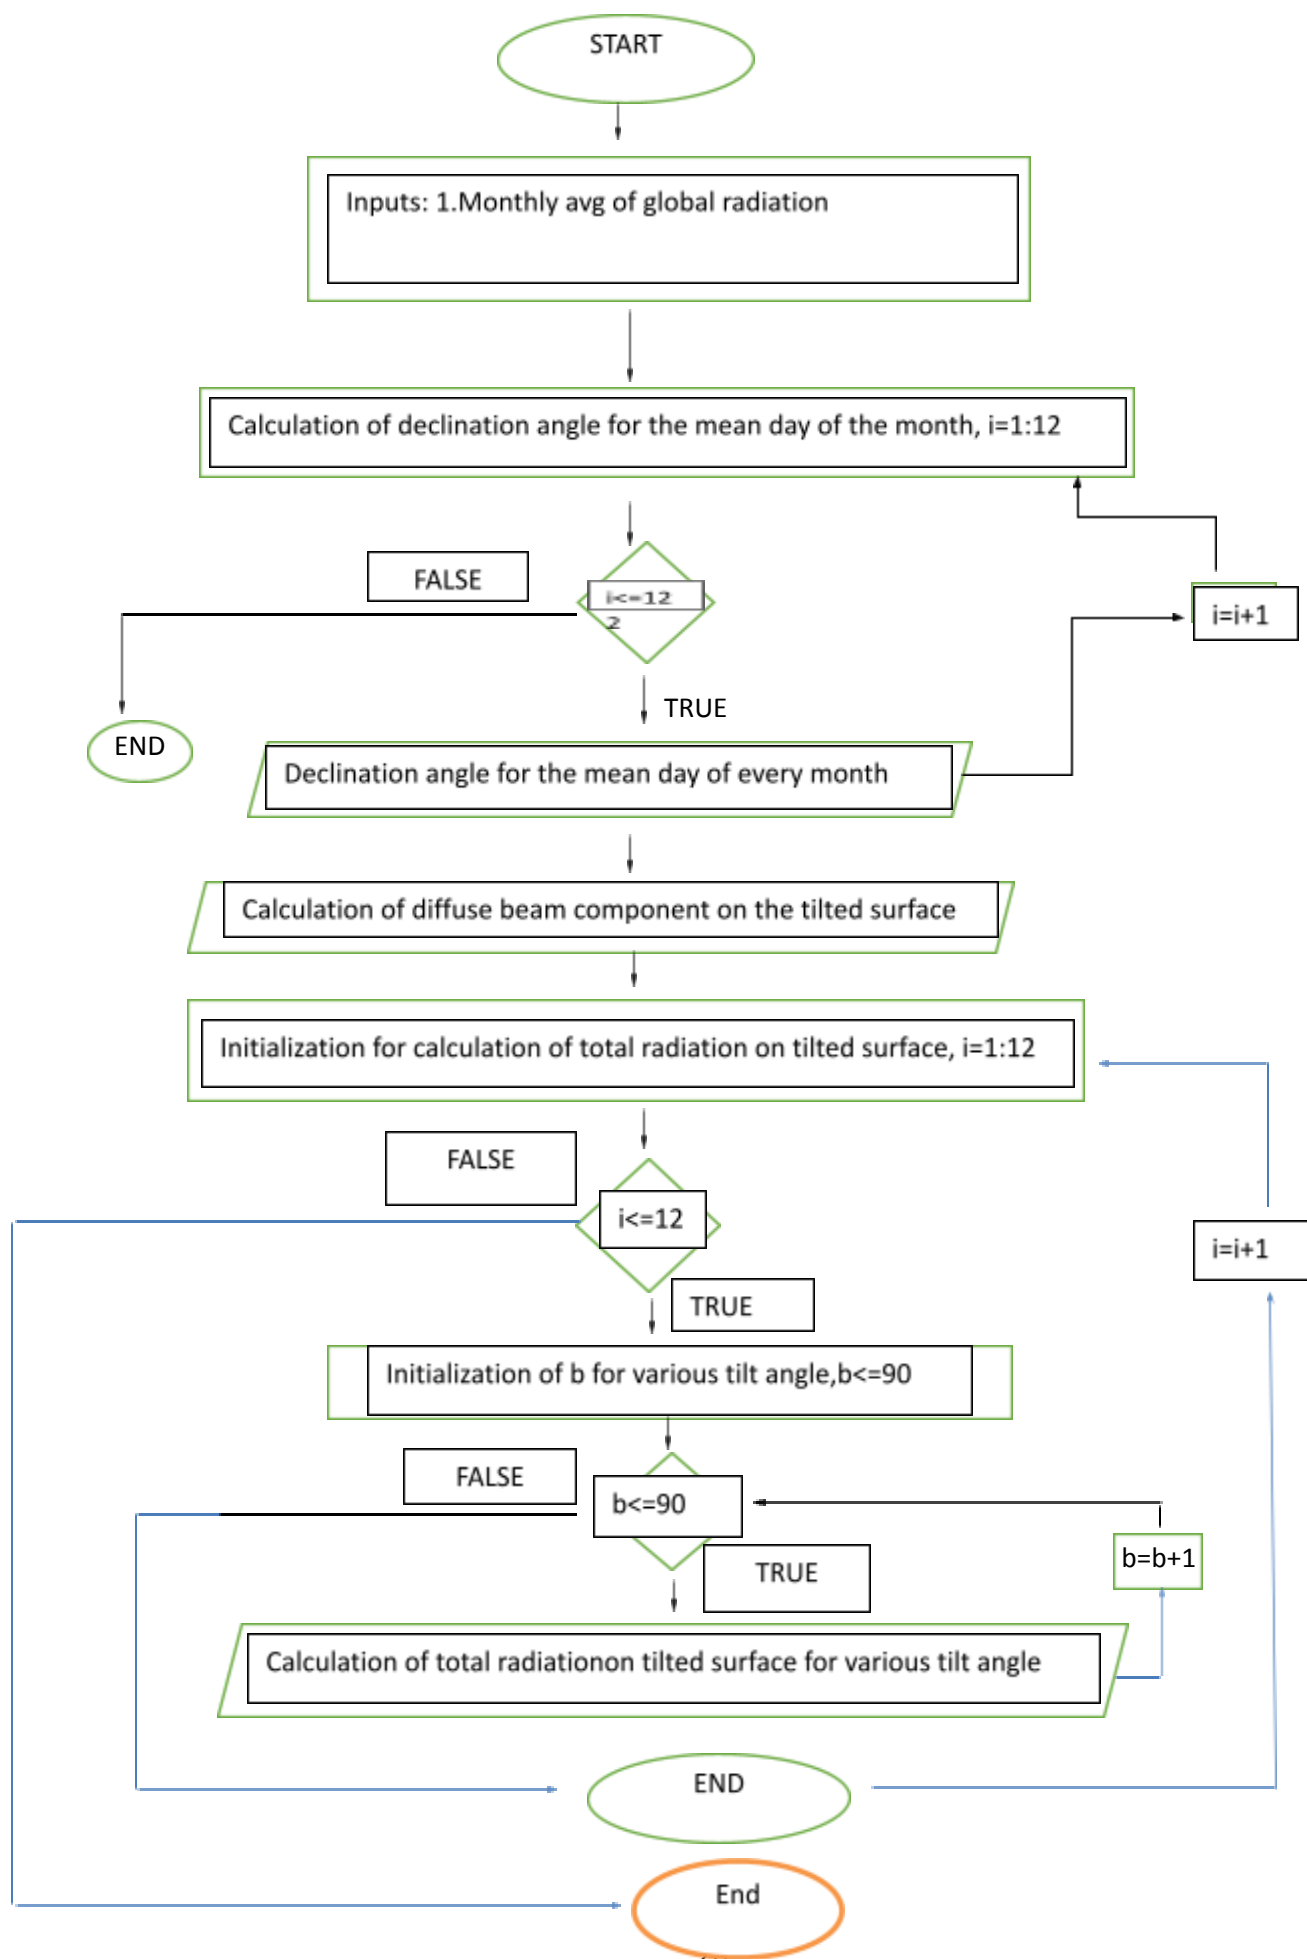 START
Inputs: 1.Monthly avg of global radiation
Calculation of declination angle for the mean day of the month, i=1:12
FALSE
i<=12
2
i=i+1
TRUE
END
Declination angle for the mean day of every month
Calculation of diffuse beam component on the tilted surface
Initialization for calculation of total radiation on tilted surface, i=1:12
FALSE
i<=12
i=i+1
TRUE
Initialization of b for various tilt angle,b<=90
FALSE
b<=90
b=b+1
TRUE
Calculation of total radiationon tilted surface for various tilt angle
END
End